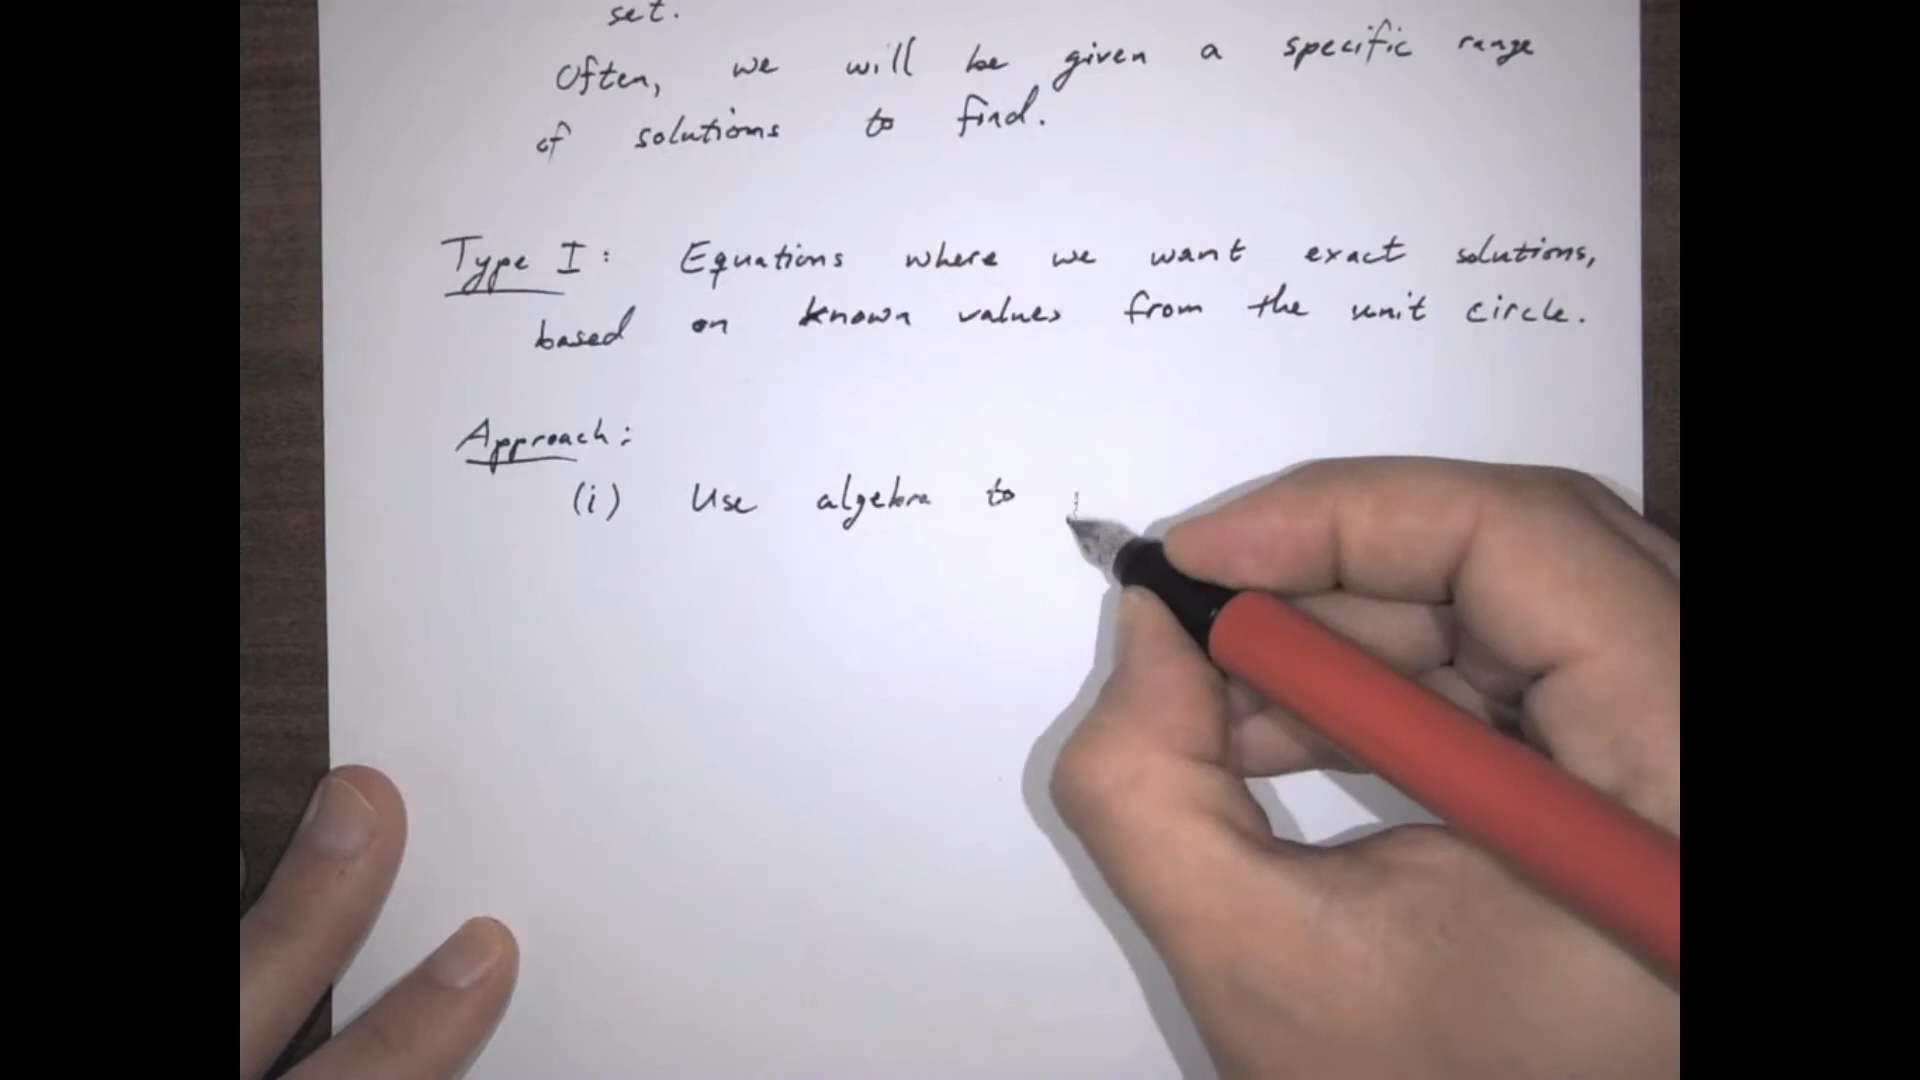 set.
Often, we will be given a specific range
of solutions to find.
Type I: Equations where we want exact solutions,
based on known values from the unit circle.
Approach:
(i) Use algebra to